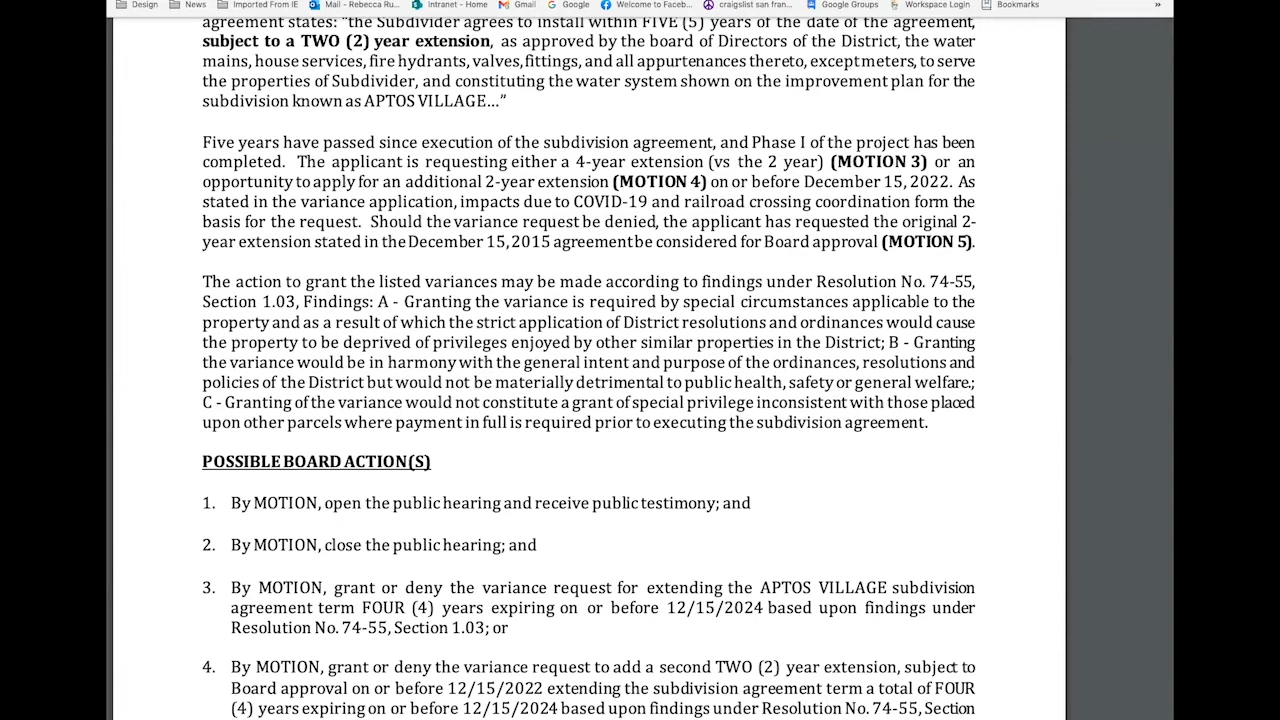 Design News Imported From IE Mail - Rebecca Ru... Intranet - Home Gmail Google Welcome to Faceb... craigslist san fran... Google Groups Workspace Login Bookmarks »
agreement states: “the Subdivider agrees to install within FIVE (5) years of the date of the agreement,
subject to a TWO (2) year extension, as approved by the board of Directors of the District, the water
mains, house services, fire hydrants, valves, fittings, and all appurtenances thereto, except meters, to serve
the properties of Subdivider, and constituting the water system shown on the improvement plan for the
subdivision known as APTOS VILLAGE…”
Five years have passed since execution of the subdivision agreement, and Phase I of the project has been
completed. The applicant is requesting either a 4-year extension (vs the 2 year) (MOTION 3) or an
opportunity to apply for an additional 2-year extension (MOTION 4) on or before December 15, 2022. As
stated in the variance application, impacts due to COVID-19 and railroad crossing coordination form the
basis for the request. Should the variance request be denied, the applicant has requested the original 2-
year extension stated in the December 15, 2015 agreement be considered for Board approval (MOTION 5).
The action to grant the listed variances may be made according to findings under Resolution No. 74-55,
Section 1.03, Findings: A - Granting the variance is required by special circumstances applicable to the
property and as a result of which the strict application of District resolutions and ordinances would cause
the property to be deprived of privileges enjoyed by other similar properties in the District; B - Granting
the variance would be in harmony with the general intent and purpose of the ordinances, resolutions and
policies of the District but would not be materially detrimental to public health, safety or general welfare.;
C - Granting of the variance would not constitute a grant of special privilege inconsistent with those placed
upon other parcels where payment in full is required prior to executing the subdivision agreement.
POSSIBLE BOARD ACTION(S)
1. By MOTION, open the public hearing and receive public testimony; and
2. By MOTION, close the public hearing; and
3. By MOTION, grant or deny the variance request for extending the APTOS VILLAGE subdivision
agreement term FOUR (4) years expiring on or before 12/15/2024 based upon findings under
Resolution No. 74-55, Section 1.03; or
4. By MOTION, grant or deny the variance request to add a second TWO (2) year extension, subject to
Board approval on or before 12/15/2022 extending the subdivision agreement term a total of FOUR
(4) years expiring on or before 12/15/2024 based upon findings under Resolution No. 74-55, Section